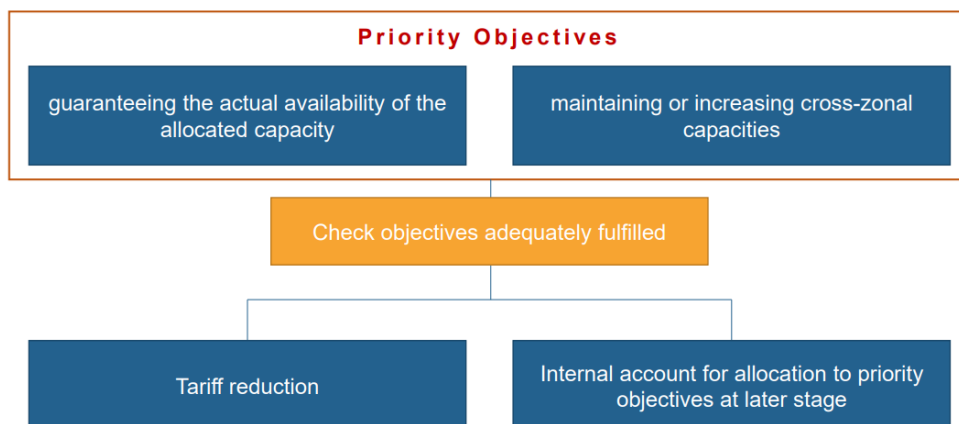 Priority Objectives
guaranteeing the actual availability of the
allocated capacity
maintaining or increasing cross-zonal
capacities
Check objectives adequately fulfilled
Tariff reduction
Internal account for allocation to priority
objectives at later stage